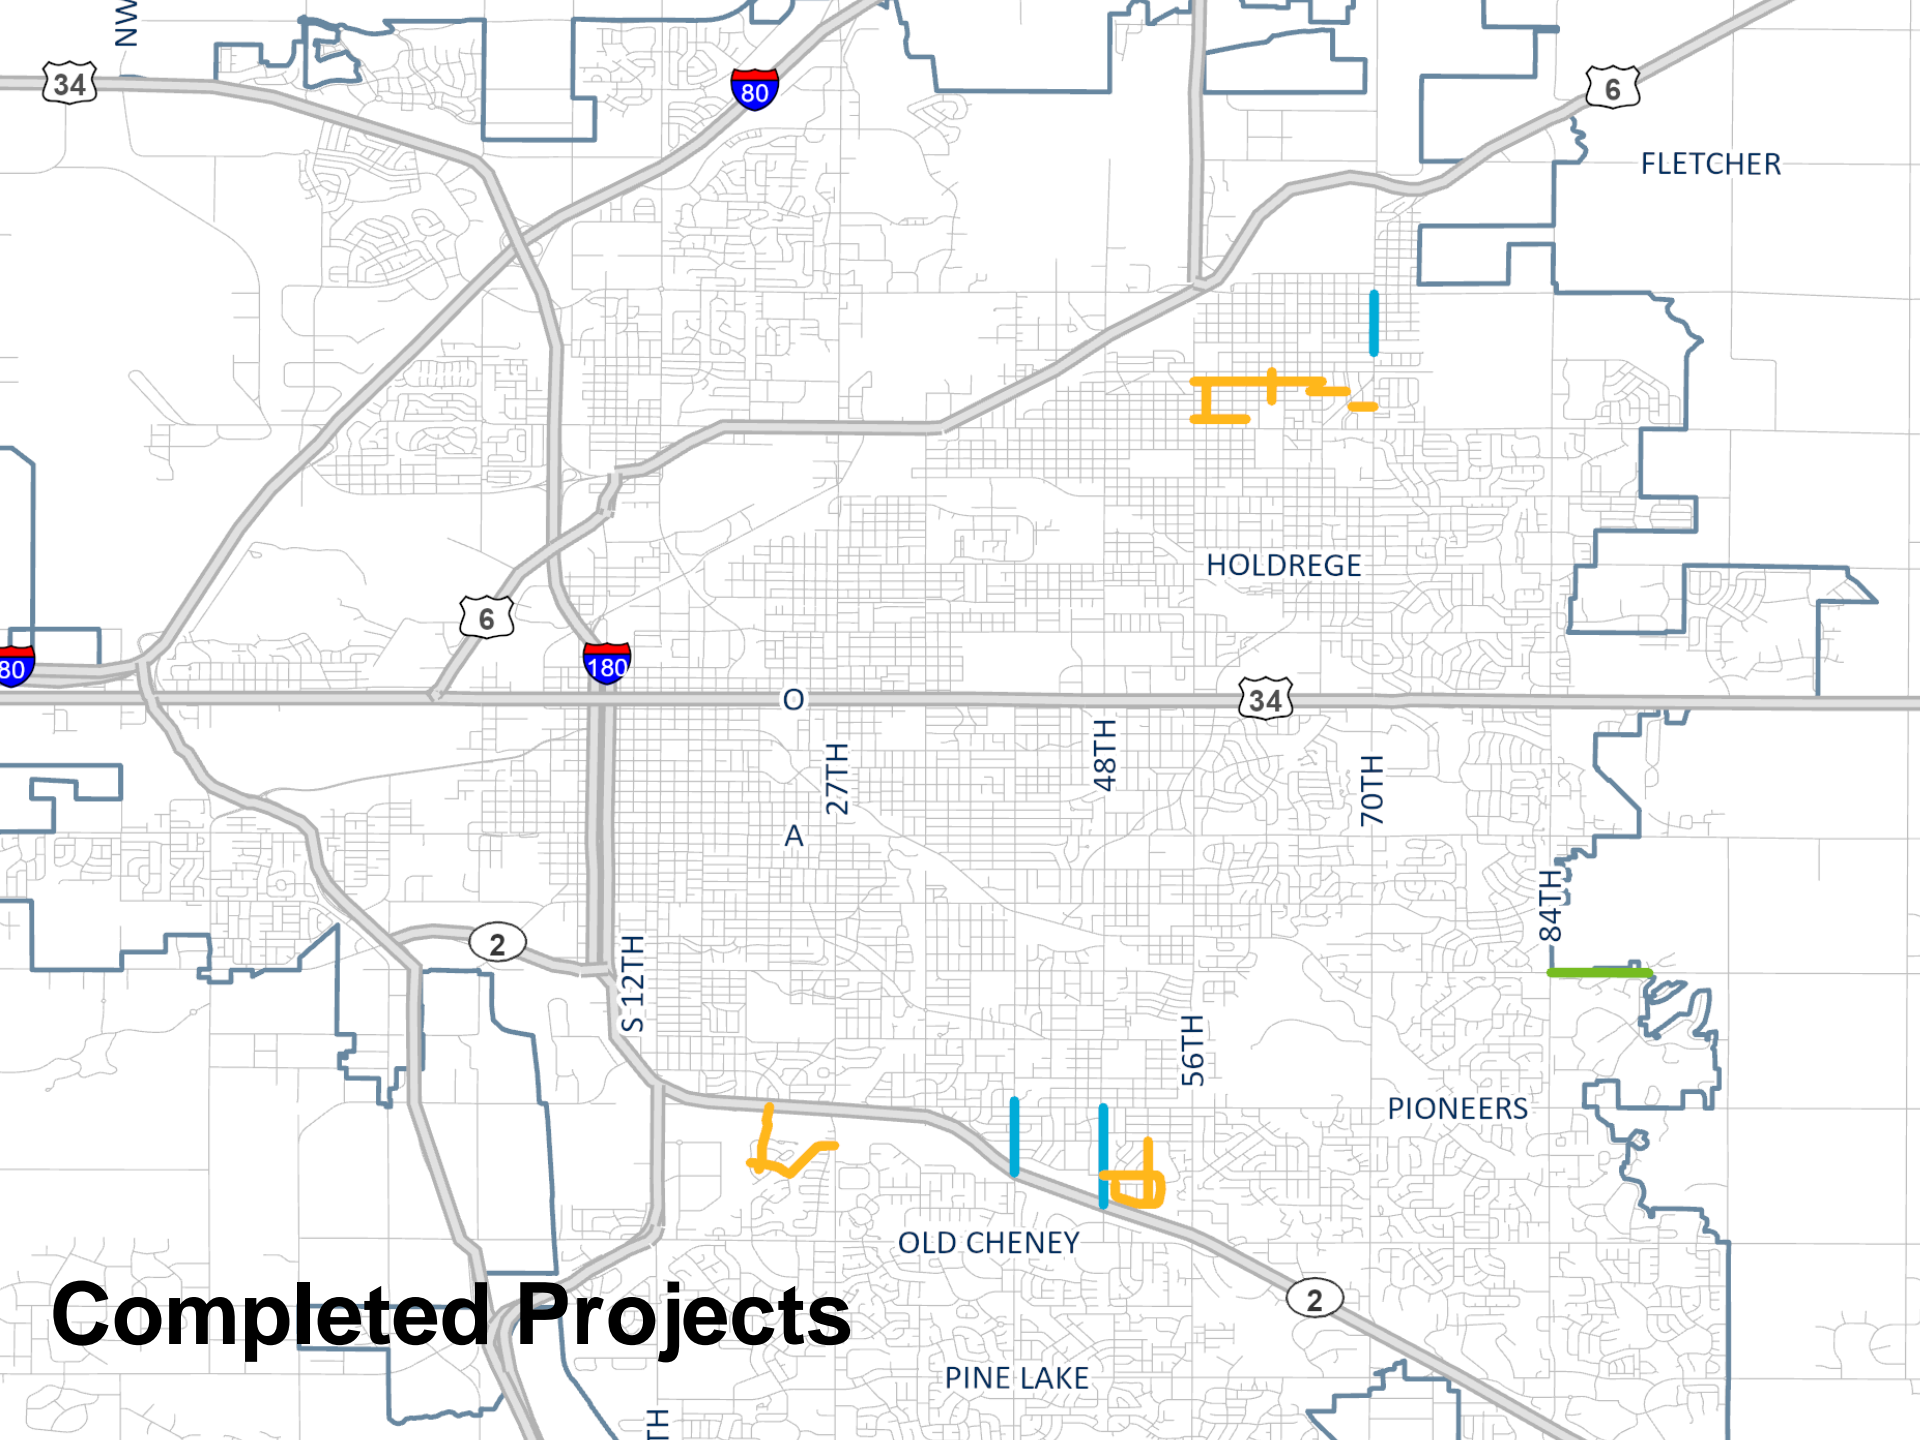 NW
34
80
6
FLETCHER
HOLDREGE
6
80
180
O
34
27TH
48TH
70TH
A
84TH
2
S 12TH
56TH
PIONEERS
OLD CHENEY
2
Completed Projects
PINE LAKE
TH